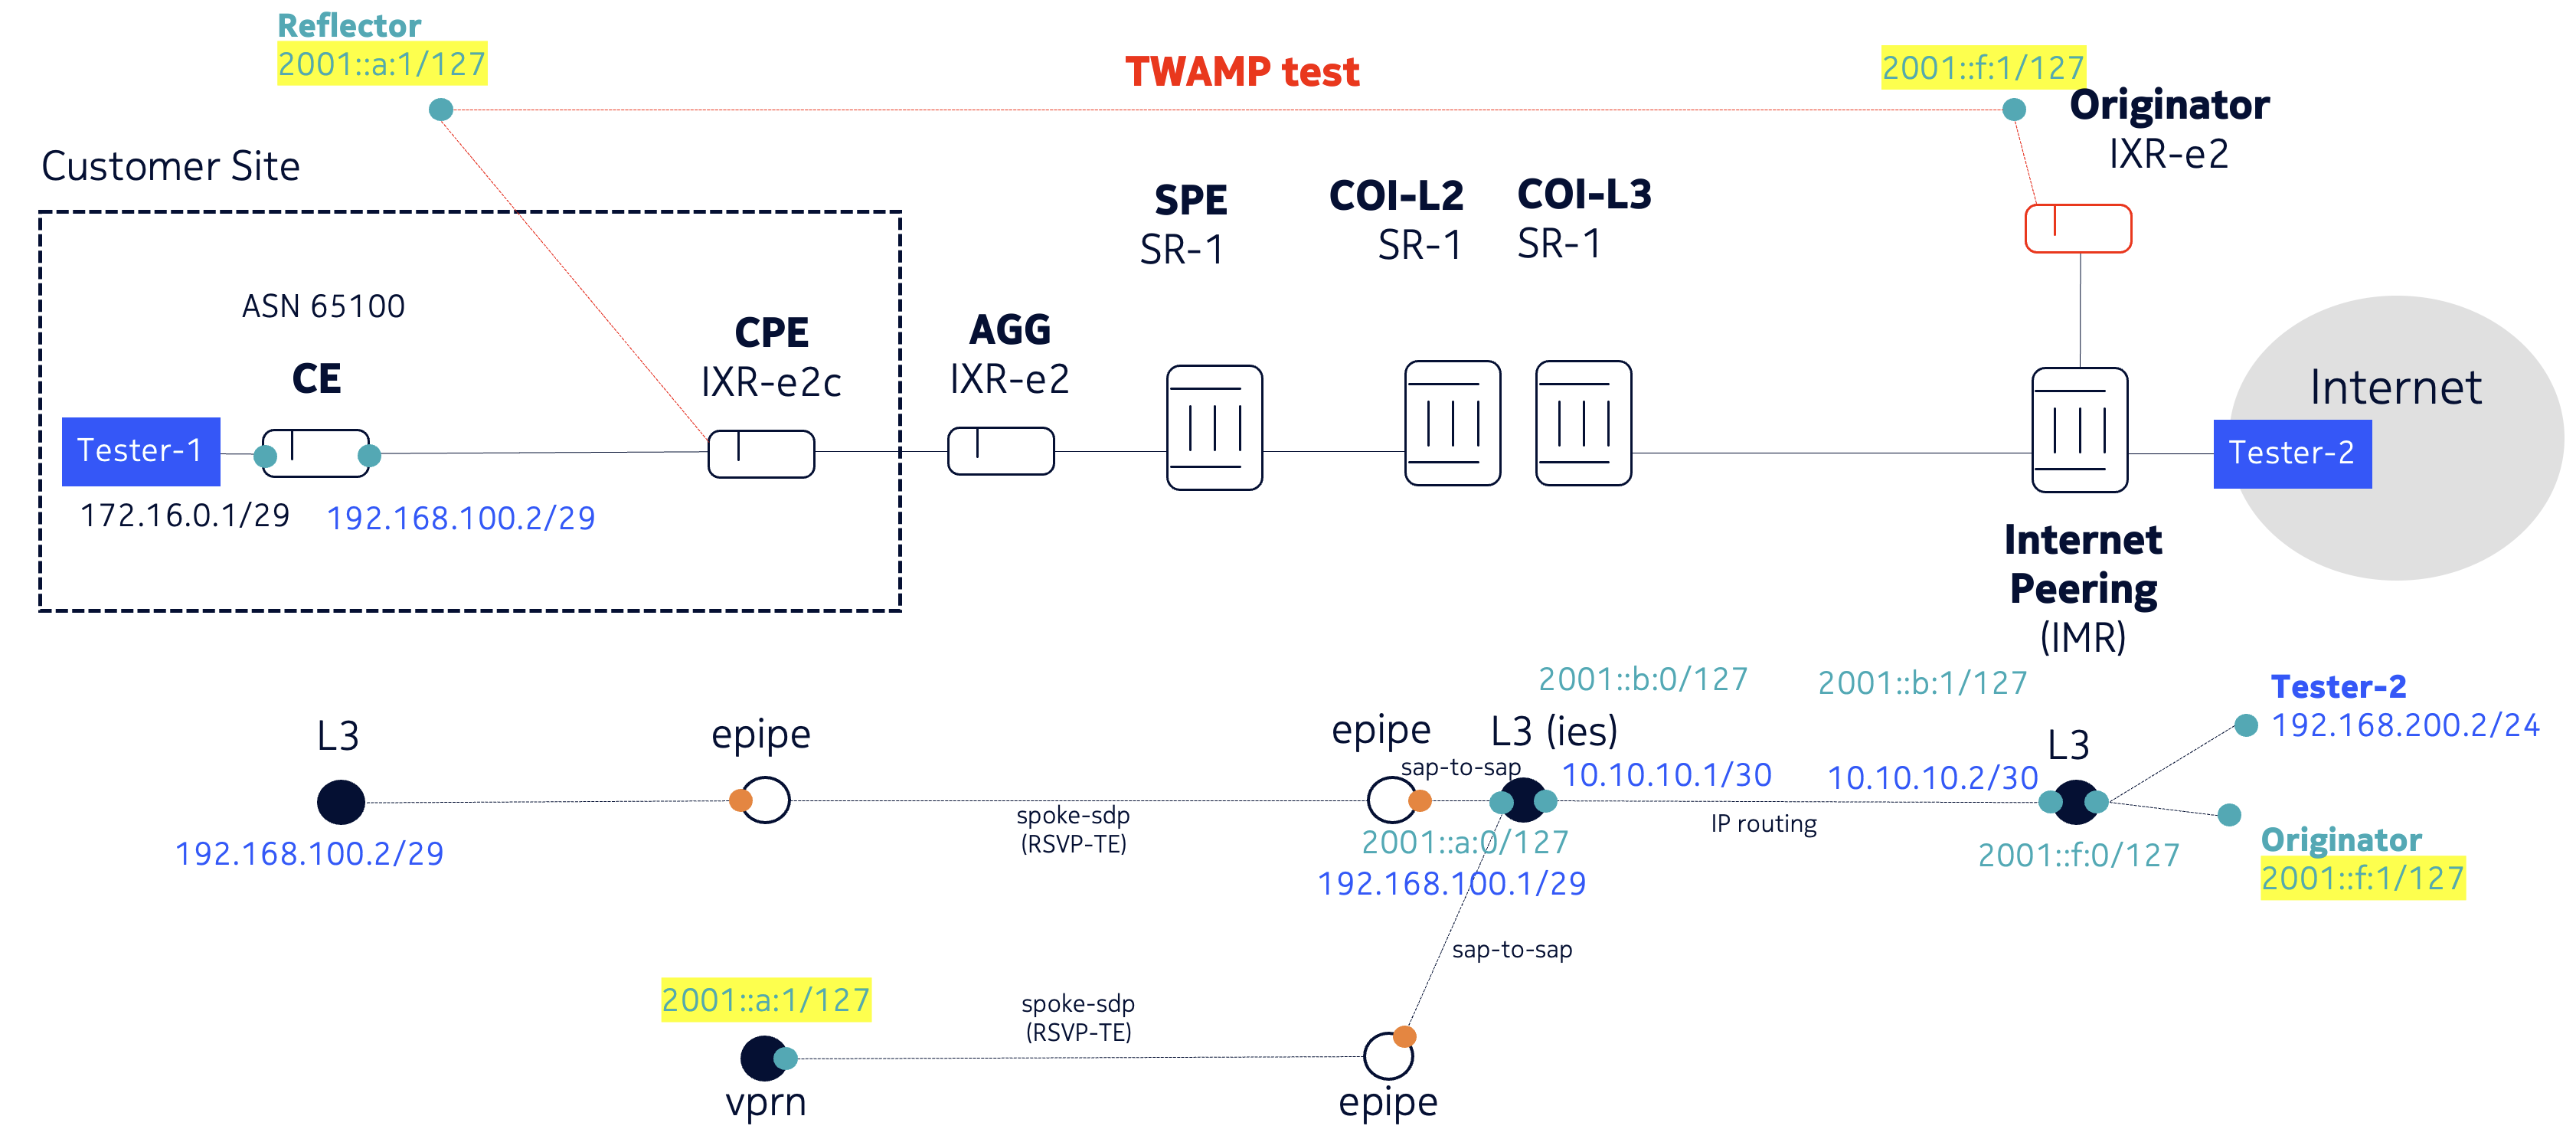 Reflector
2001::a:1/127
TWAMP test
2001::f:1/127
Originator
IXR-e2
Customer Site
SPE
SR-1
COI-L2
SR-1
COI-L3
SR-1
ASN 65100
CE
CPE
IXR-e2c
AGG
IXR-e2
Internet
Tester-1
Tester-2
172.16.0.1/29
192.168.100.2/29
Internet
Peering
(IMR)
2001::b:0/127
2001::b:1/127
Tester-2
192.168.200.2/24
L3
epipe
epipe
L3 (ies)
L3
sap-to-sap
10.10.10.1/30
10.10.10.2/30
spoke-sdp
(RSVP-TE)
IP routing
192.168.100.2/29
2001::a:0/127
192.168.100.1/29
2001::f:0/127
Originator
2001::f:1/127
sap-to-sap
2001::a:1/127
spoke-sdp
(RSVP-TE)
vprn
epipe